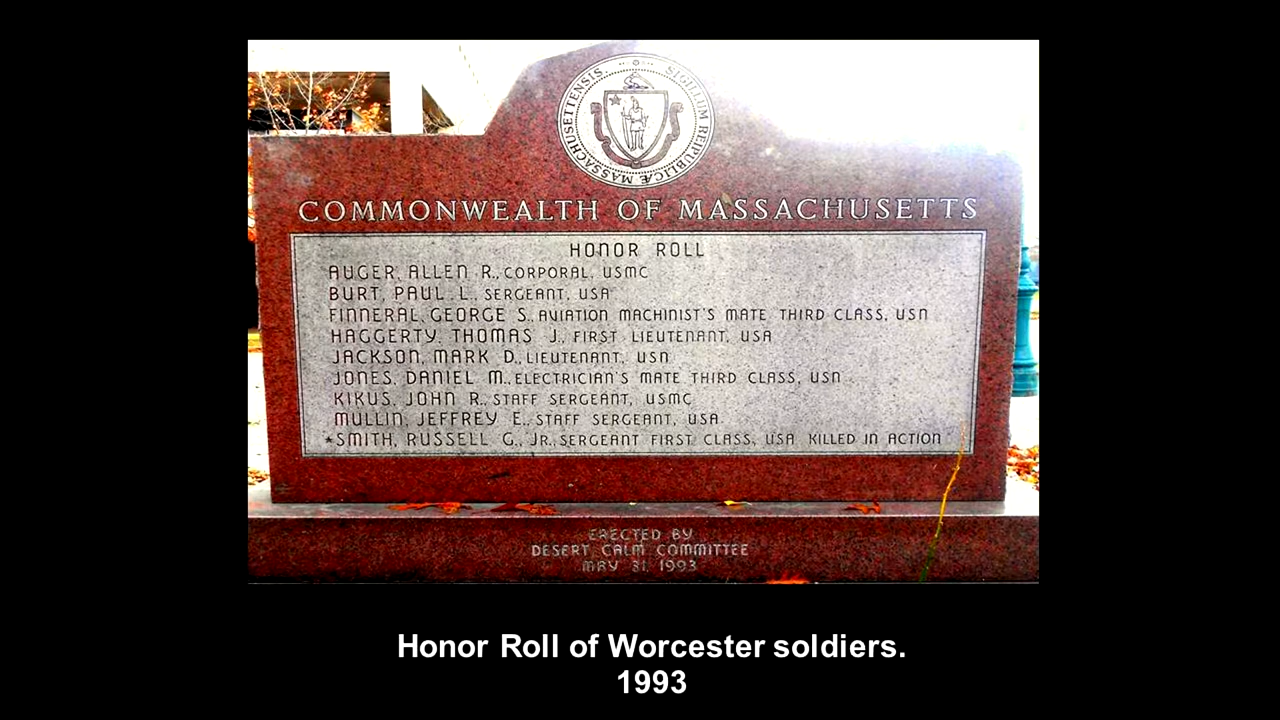 SIGILLUM REIPUBLICÆ MASSACHUSETTENSIS
COMMONWEALTH OF MASSACHUSETTS
HONOR ROLL
AUGER, ALLEN R., CORPORAL, USMC
BURT, PAUL L., SERGEANT, USA
FINNERAL, GEORGE S., AVIATION MACHINIST'S MATE THIRD CLASS, USN
HAGGERTY, THOMAS J., FIRST LIEUTENANT, USA
JACKSON, MARK D., LIEUTENANT, USN
JONES, DANIEL M., ELECTRICIAN'S MATE THIRD CLASS, USN
KIKUS, JOHN R., STAFF SERGEANT, USMC
MULLIN, JEFFREY E., STAFF SERGEANT, USA
*SMITH, RUSSELL G., JR., SERGEANT FIRST CLASS, USA KILLED IN ACTION
ERECTED BY
DESERT CALM COMMITTEE
MAY 31, 1993
Honor Roll of Worcester soldiers.
1993